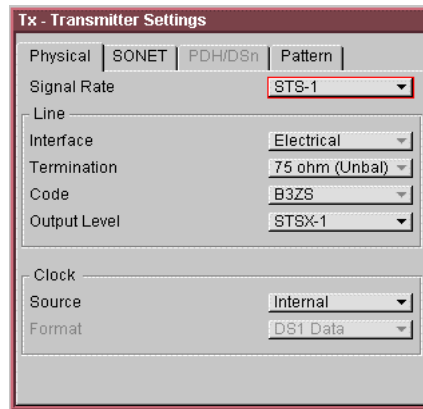 Tx - Transmitter Settings
Physical SONET PDH/DSn Pattern
Signal Rate STS-1
Line
Interface Electrical
Termination 75 ohm (Unbal)
Code B3ZS
Output Level STSX-1
Clock
Source Internal
Format DS1 Data